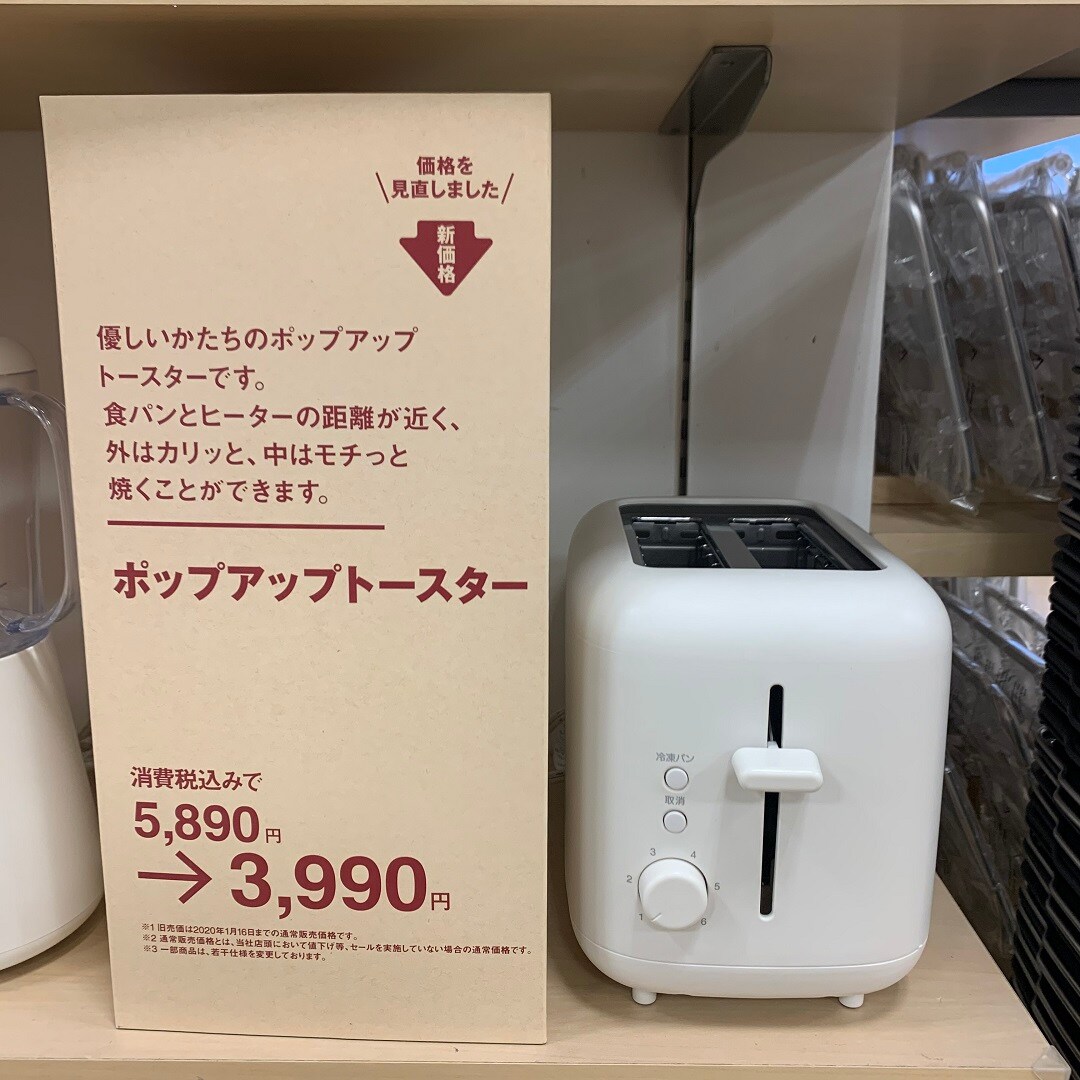 価格を
見直しました
新価格
優しいかたちのポップアップ
トースターです。
食パンとヒーターの距離が近く、
外はカリッと、中はモチっと
焼くことができます。
ポップアップトースター
消費税込みで
5,890円
→3,990円
※1 旧売価は2020年1月16日までの通常販売価格です。
※2 通常販売価格とは、当社店頭において値下げ等、セールを実施していない場合の通常価格です。
※3 一部商品は、若干仕様を変更しております。
冷凍パン
取消
3 4
2 5
1 6